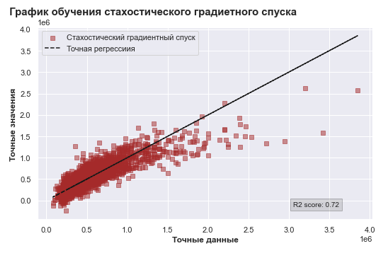 График обучения стахостического градиетного спуска
1e6
4.0
3.5
3.0
2.5
2.0
1.5
1.0
0.5
0.0
Точные значения
Стахостический градиентный спуск
Точная регрессиия
R2 score: 0.72
0.0 0.5 1.0 1.5 2.0 2.5 3.0 3.5 4.0
Точные данные
1e6